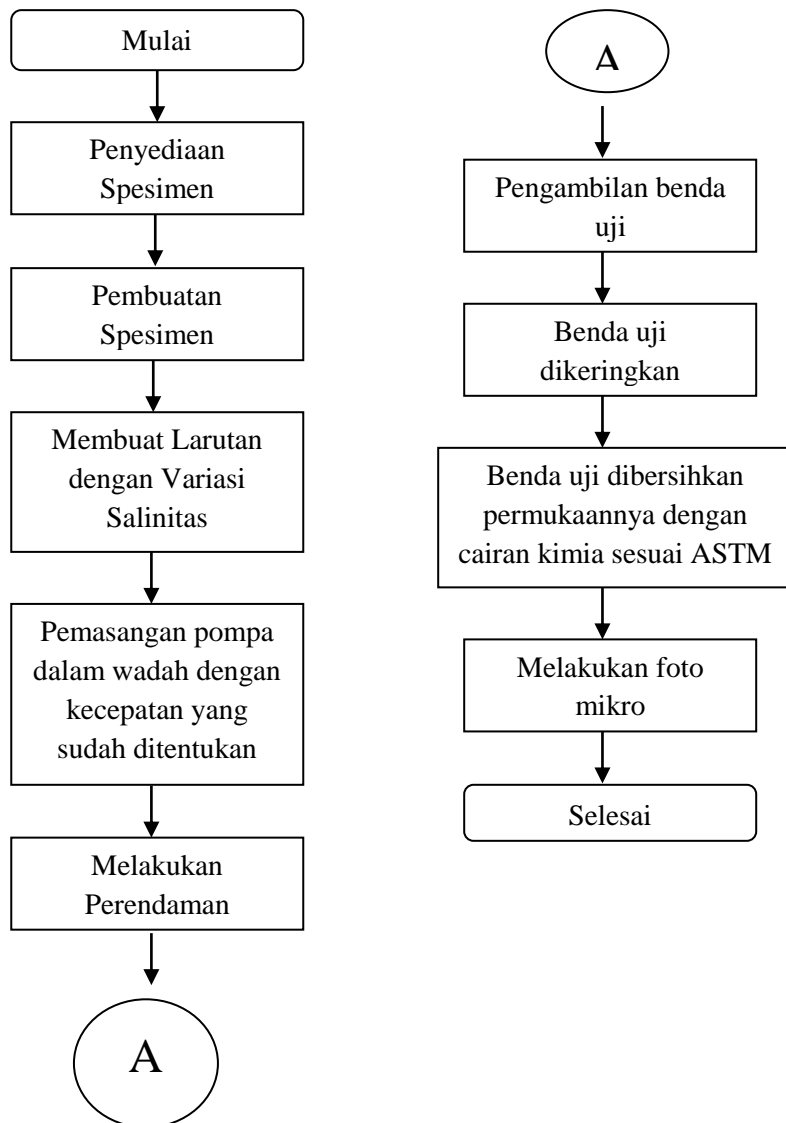 Mulai
Penyediaan
Spesimen
Pembuatan
Spesimen
Membuat Larutan
dengan Variasi
Salinitas
Pemasangan pompa
dalam wadah dengan
kecepatan yang
sudah ditentukan
Melakukan
Perendaman
A
A
Pengambilan benda
uji
Benda uji
dikeringkan
Benda uji dibersihkan
permukaannya dengan
cairan kimia sesuai ASTM
Melakukan foto
mikro
Selesai